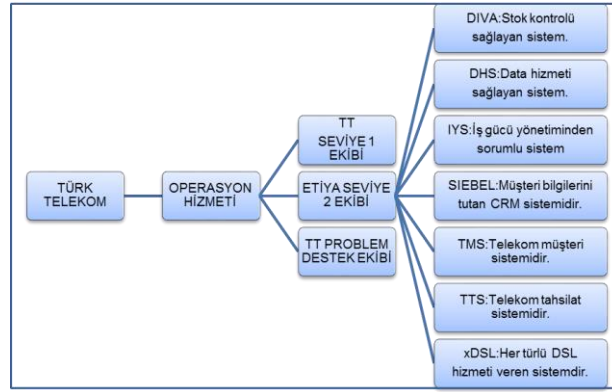 TÜRK
TELEKOM
OPERASYON
HİZMETİ
TT
SEVİYE 1
EKİBİ
ETİYA SEVİYE
2 EKİBİ
TT PROBLEM
DESTEK EKİBİ
DIVA:Stok kontrolü
sağlayan sistem.
DHS:Data hizmeti
sağlayan sistem.
IYS:İş gücü yönetiminden
sorumlu sistem
SIEBEL:Müşteri bilgilerini
tutan CRM sistemidir.
TMS:Telekom müşteri
sistemidir.
TTS:Telekom tahsilat
sistemidir.
xDSL:Her türlü DSL
hizmeti veren sistemdir.